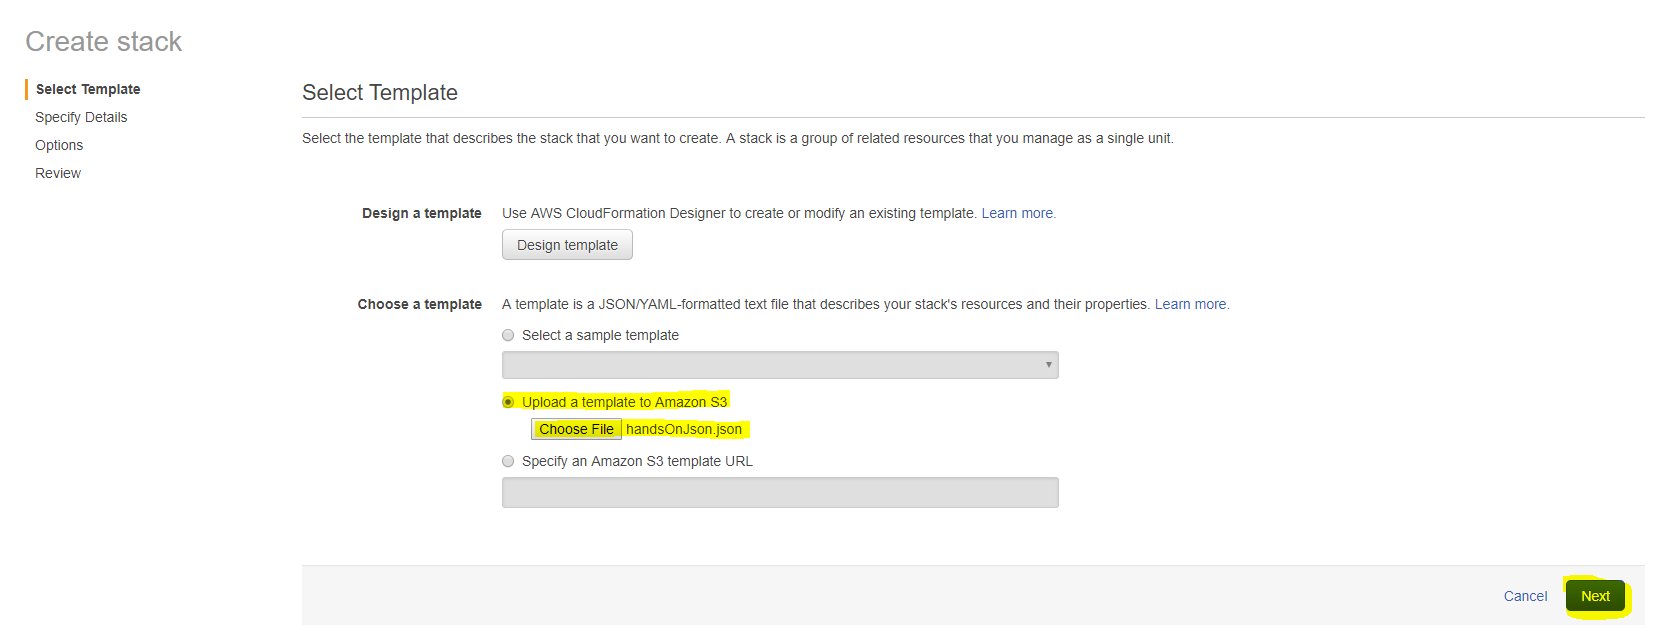 Create stack
Select Template
Specify Details
Options
Review
Select Template
Select the template that describes the stack that you want to create. A stack is a group of related resources that you manage as a single unit.
Design a template
Use AWS CloudFormation Designer to create or modify an existing template. Learn more.
Design template
Choose a template
A template is a JSON/YAML-formatted text file that describes your stack's resources and their properties. Learn more.
Select a sample template
Upload a template to Amazon S3
Choose File handsOnJson.json
Specify an Amazon S3 template URL
Cancel Next